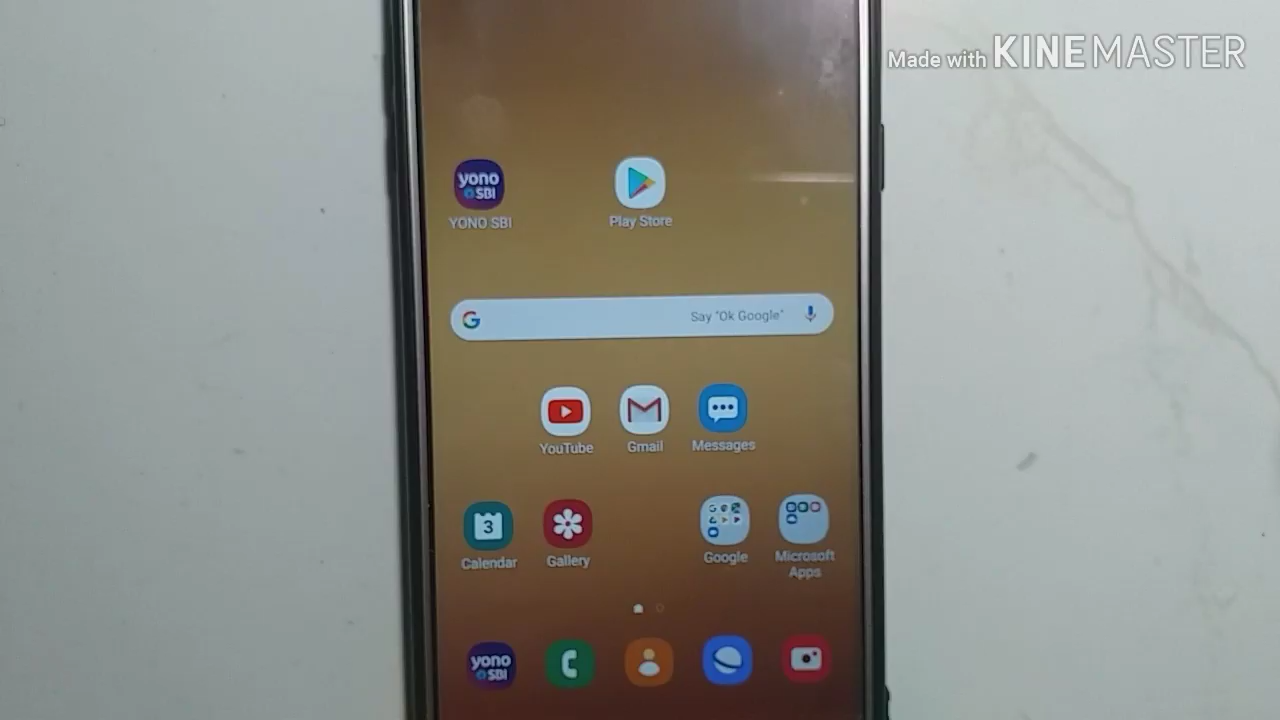 Made with KINEMASTER
yono
SBI
YONO SBI
Play Store
G
Say "Ok Google"
YouTube
Gmail
Messages
3
Calendar
Gallery
Google
Microsoft
Apps
yono
SBI